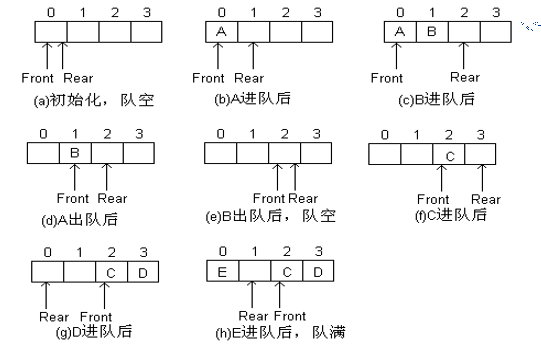 0 1 2 3
Front Rear
(a)初始化，队空
0 1 2 3
A
Front Rear
(b)A进队后
0 1 2 3
A B
Front Rear
(c)B进队后
0 1 2 3
B
Front Rear
(d)A出队后
0 1 2 3
Front Rear
(e)B出队后，队空
0 1 2 3
C
Front Rear
(f)C进队后
0 1 2 3
C D
Rear Front
(g)D进队后
0 1 2 3
E C D
Rear Front
(h)E进队后，队满